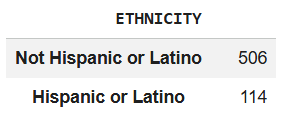 ETHNICITY
Not Hispanic or Latino 506
Hispanic or Latino 114